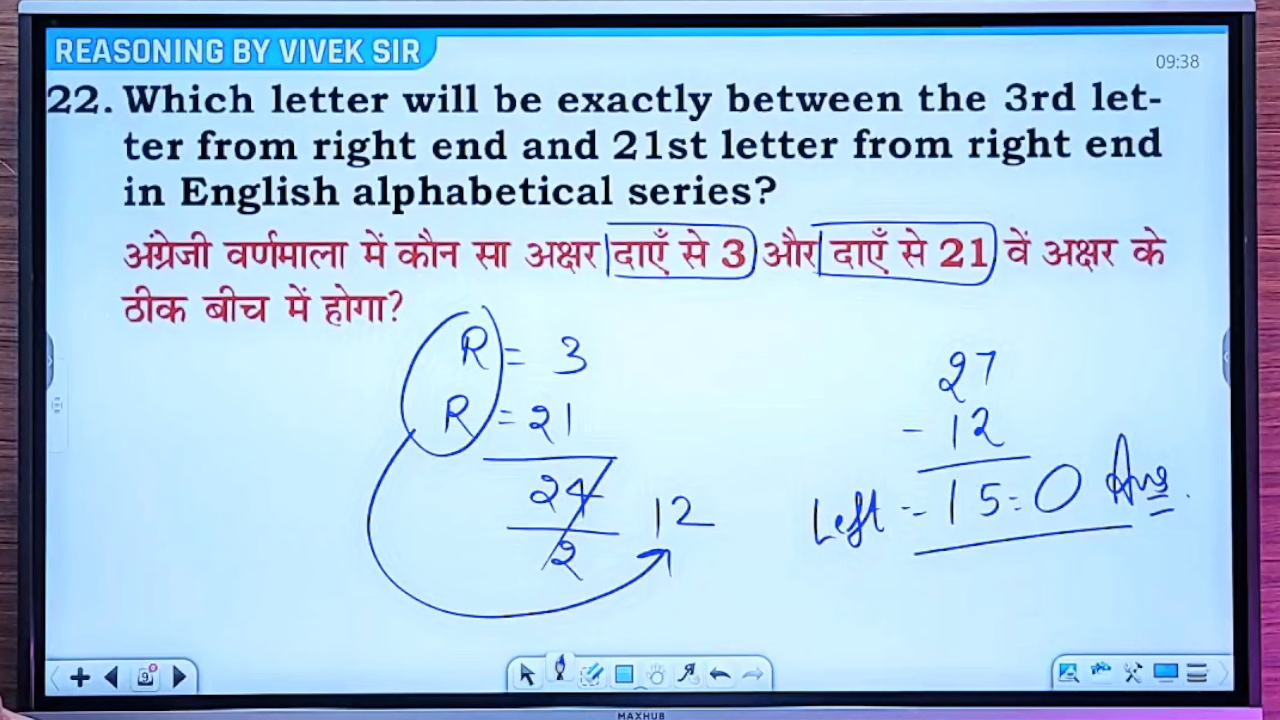 REASONING BY VIVEK SIR
09:38
22. Which letter will be exactly between the 3rd let-
ter from right end and 21st letter from right end
in English alphabetical series?
अंग्रेजी वर्णमाला में कौन सा अक्षर दाएँ से 3 और दाएँ से 21 वें अक्षर के
ठीक बीच में होगा?
R = 3
R = 21
24
2
12
27
- 12
Left - 15 = O Ans.
9
MAXHUB